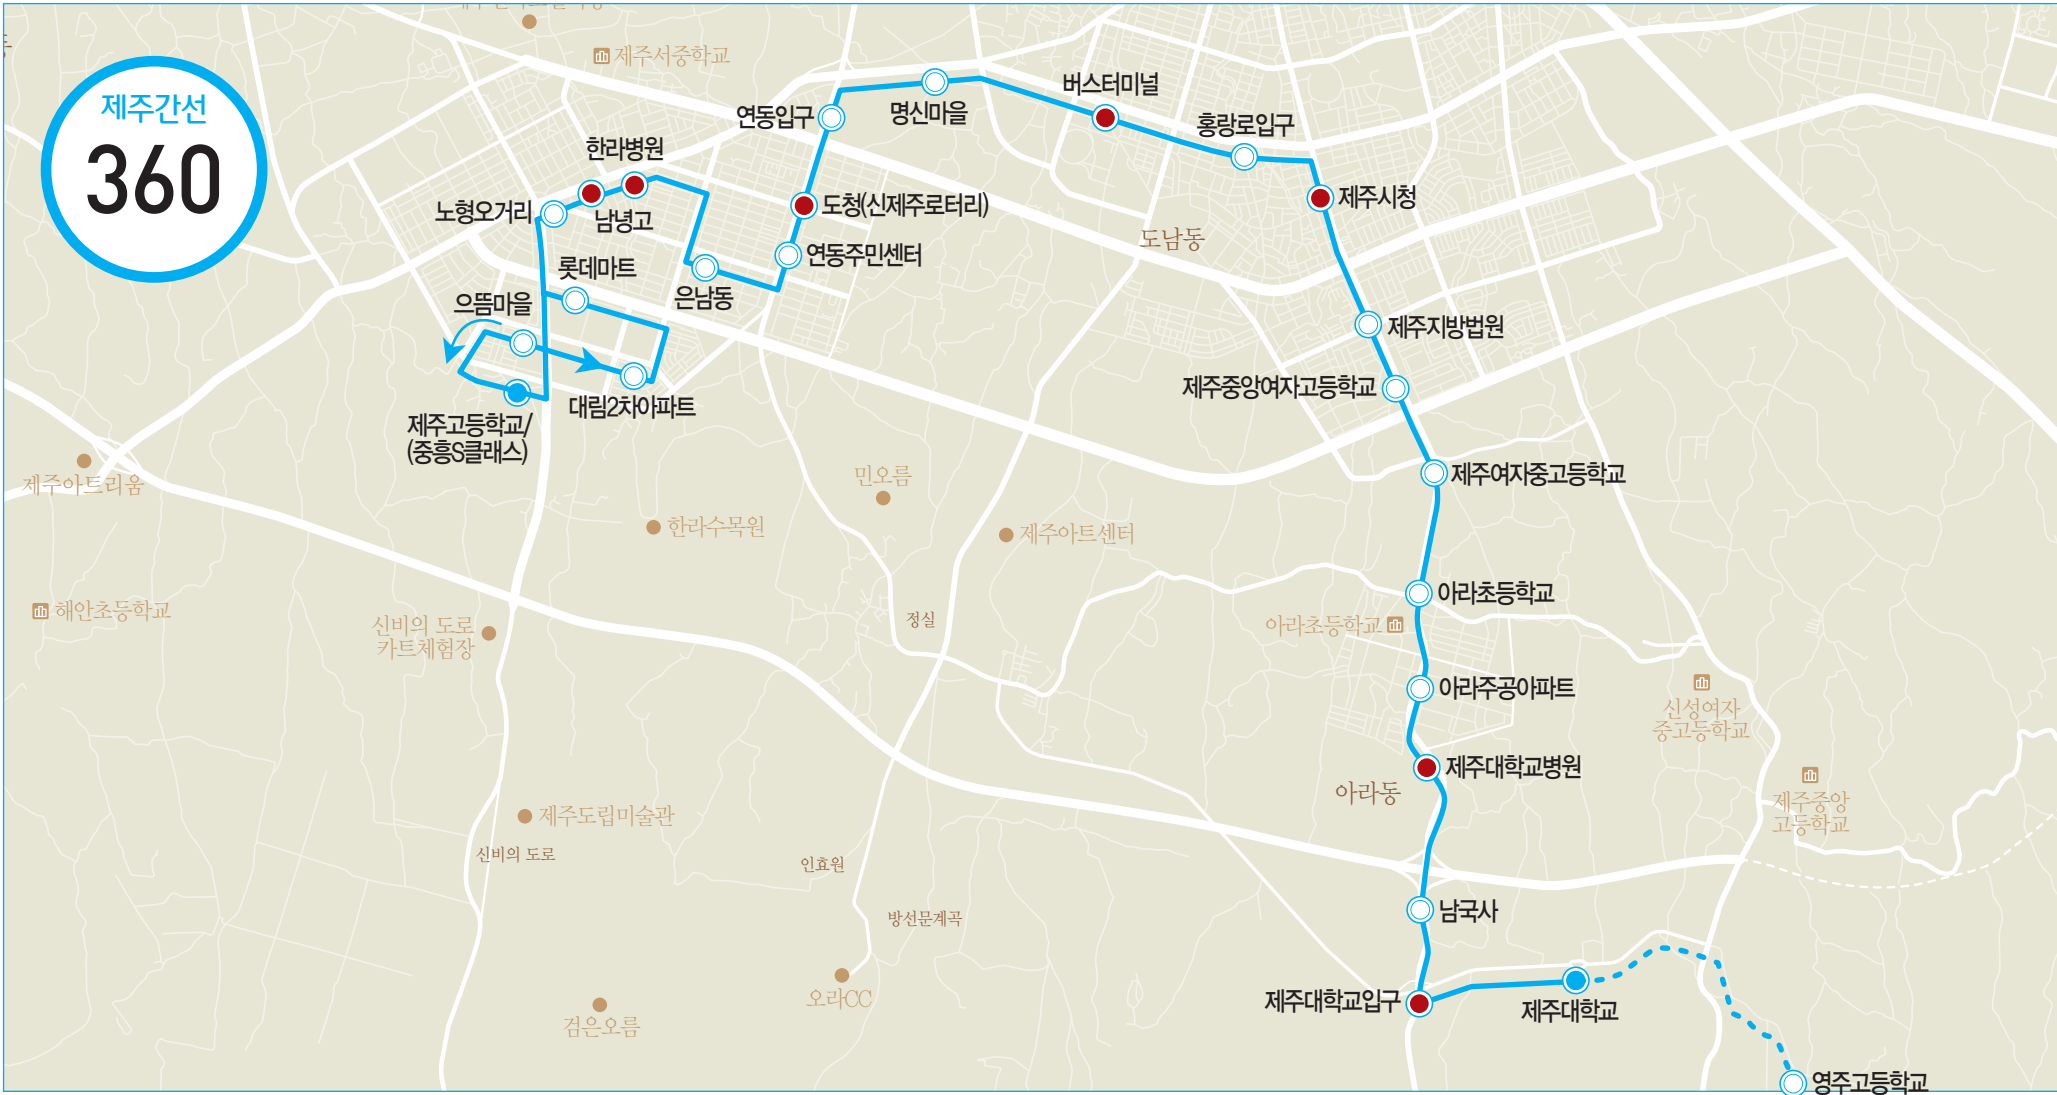 제주서중학교
제주간선
360
버스터미널
연동입구
명신마을
홍랑로입구
한라병원
제주시청
노형오거리
남녕고
도청(신제주로터리)
도남동
연동주민센터
롯데마트
은남동
으뜸마을
제주지방법원
제주중앙여자고등학교
대림2차아파트
제주고등학교/
(중흥S클래스)
제주여자중고등학교
제주아트리움
민오름
한라수목원
제주아트센터
아라초등학교
해안초등학교
신비의 도로
카트체험장
정실
아라초등학교
아라주공아파트
신성여자
중고등학교
제주대학교병원
아라동
제주중앙
고등학교
제주도립미술관
신비의 도로
인효원
방선문계곡
남국사
오라CC
제주대학교입구
제주대학교
검은오름
영주고등학교